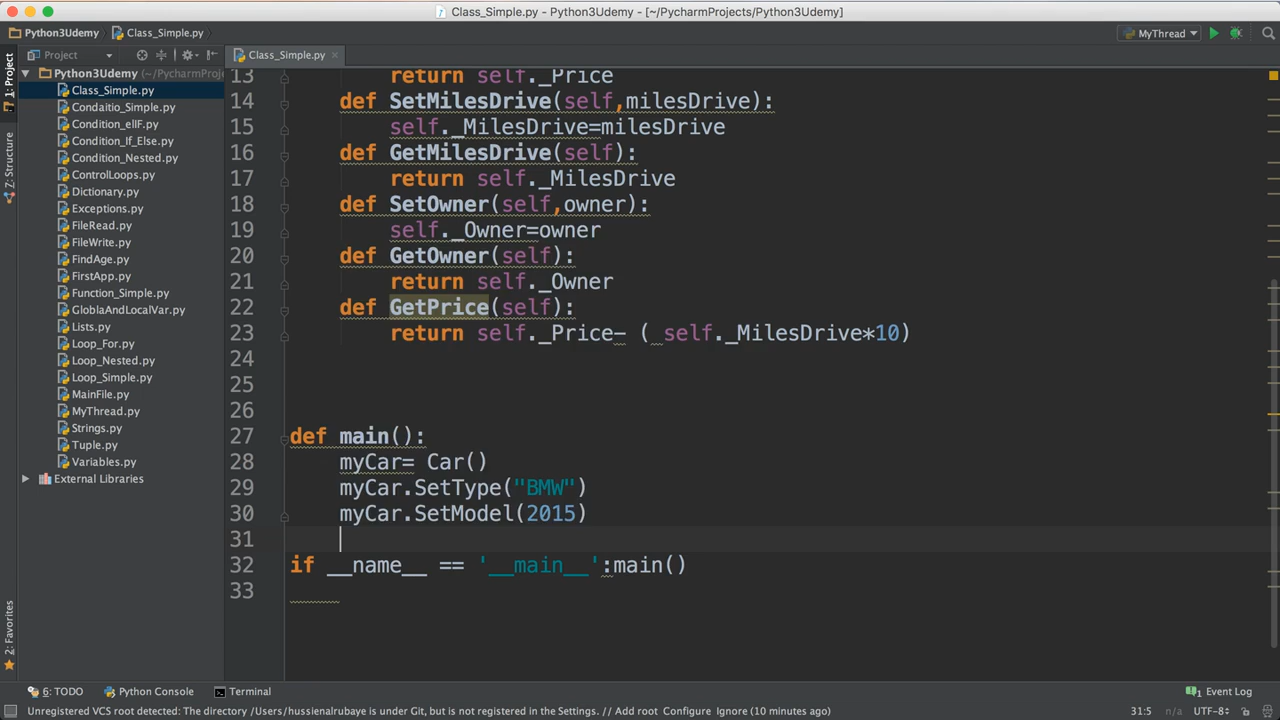 Class_Simple.py - Python3Udemy - [~/PycharmProjects/Python3Udemy]
Python3Udemy Class_Simple.py MyThread
1: Project
Z: Structure
2: Favorites
Project
Python3Udemy (~/PycharmProj
Class_Simple.py
Condaitio_Simple.py
Condition_elIF.py
Condition_If_Else.py
Condition_Nested.py
ControlLoops.py
Dictionary.py
Exceptions.py
FileRead.py
FileWrite.py
FindAge.py
FirstApp.py
Function_Simple.py
GloblaAndLocalVar.py
Lists.py
Loop_For.py
Loop_Nested.py
Loop_Simple.py
MainFile.py
MyThread.py
Strings.py
Tuple.py
Variables.py
External Libraries
Class_Simple.py
13 return self._Price
14 def SetMilesDrive(self,milesDrive):
15 self._MilesDrive=milesDrive
16 def GetMilesDrive(self):
17 return self._MilesDrive
18 def SetOwner(self,owner):
19 self._Owner=owner
20 def GetOwner(self):
21 return self._Owner
22 def GetPrice(self):
23 return self._Price- ( self._MilesDrive*10)
24
25
26
27 def main():
28 myCar= Car()
29 myCar.SetType("BMW")
30 myCar.SetModel(2015)
31
32 if __name__ == '__main__':main()
33
6: TODO Python Console Terminal 1 Event Log
Unregistered VCS root detected: The directory /Users/hussienalrubaye is under Git, but is not registered in the Settings. // Add root Configure Ignore (10 minutes ago) 31:5 n/a UTF-8